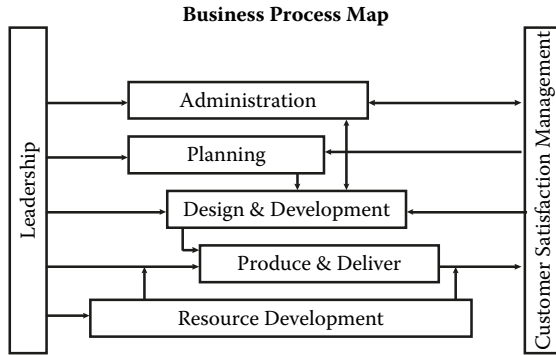 Business Process Map
Leadership
Administration
Planning
Design & Development
Produce & Deliver
Resource Development
Customer Satisfaction Management